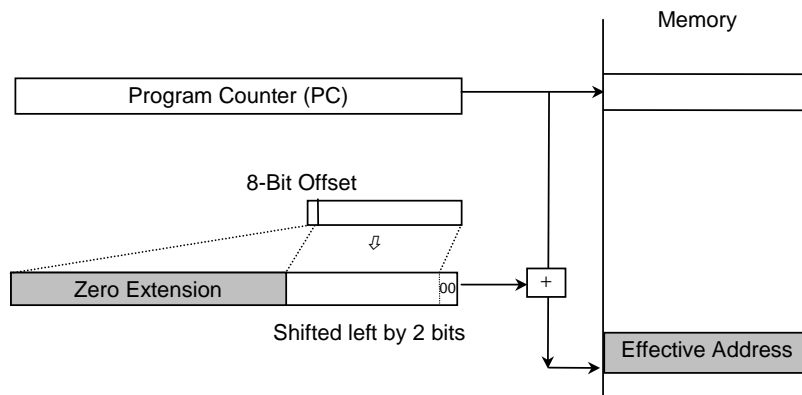 Memory
Program Counter (PC)
8-Bit Offset
Zero Extension
00
+
Shifted left by 2 bits
Effective Address